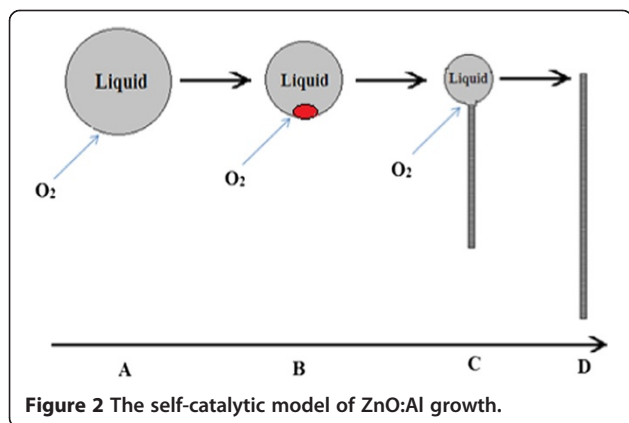 Liquid
Liquid
Liquid
O₂
O₂
O₂
A B C D
Figure 2 The self-catalytic model of ZnO:Al growth.